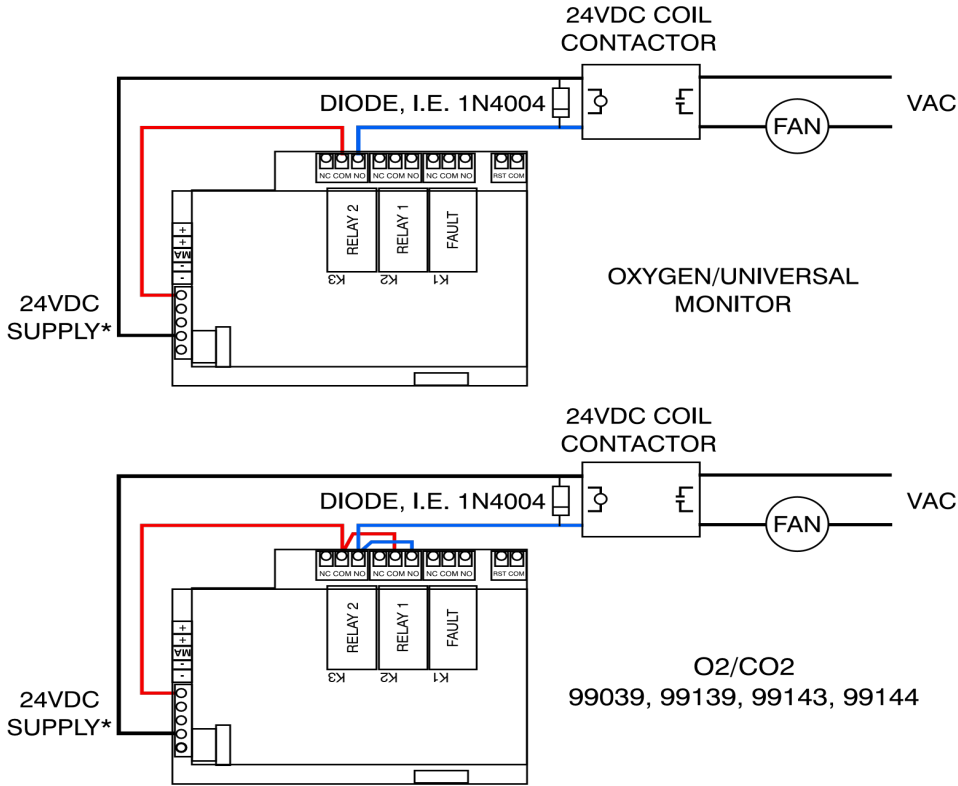 24VDC COIL
CONTACTOR
DIODE, I.E. 1N4004
VAC
FAN
NC COM NO NC COM NO NC COM NO RST COM
RELAY 2
RELAY 1
FAULT
K3
K2
K1
+
+
MA
-
-
24VDC
SUPPLY*
OXYGEN/UNIVERSAL
MONITOR
24VDC COIL
CONTACTOR
DIODE, I.E. 1N4004
VAC
FAN
NC COM NO NC COM NO NC COM NO RST COM
RELAY 2
RELAY 1
FAULT
K3
K2
K1
+
+
MA
-
-
24VDC
SUPPLY*
O2/CO2
99039, 99139, 99143, 99144